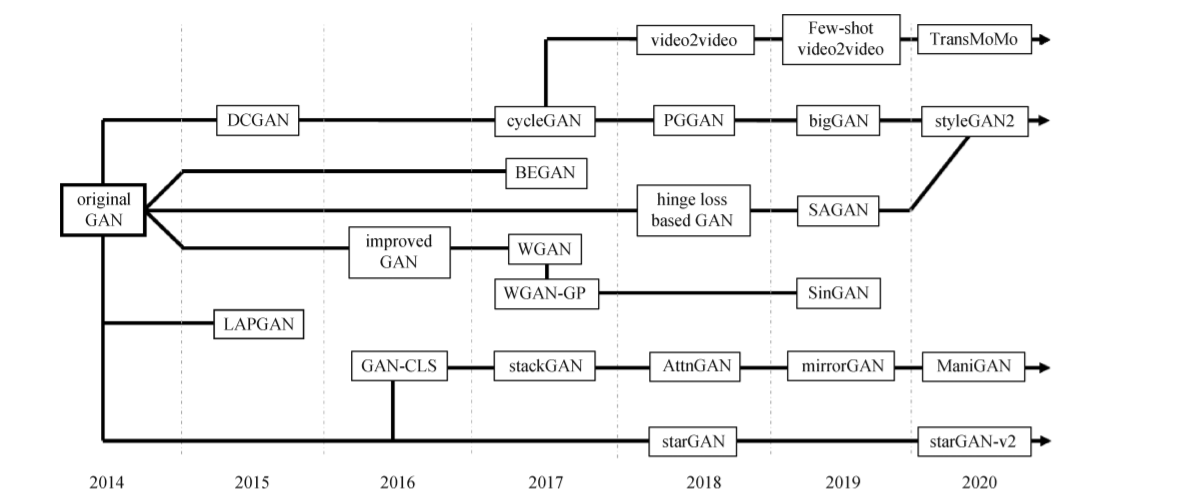 Few-shot
video2video
video2video
TransMoMo
DCGAN
cycleGAN
PGGAN
bigGAN
styleGAN2
BEGAN
original
GAN
hinge loss
based GAN
SAGAN
improved
GAN
WGAN
WGAN-GP
SinGAN
LAPGAN
GAN-CLS
stackGAN
AttnGAN
mirrorGAN
ManiGAN
starGAN
starGAN-v2
2014
2015
2016
2017
2018
2019
2020